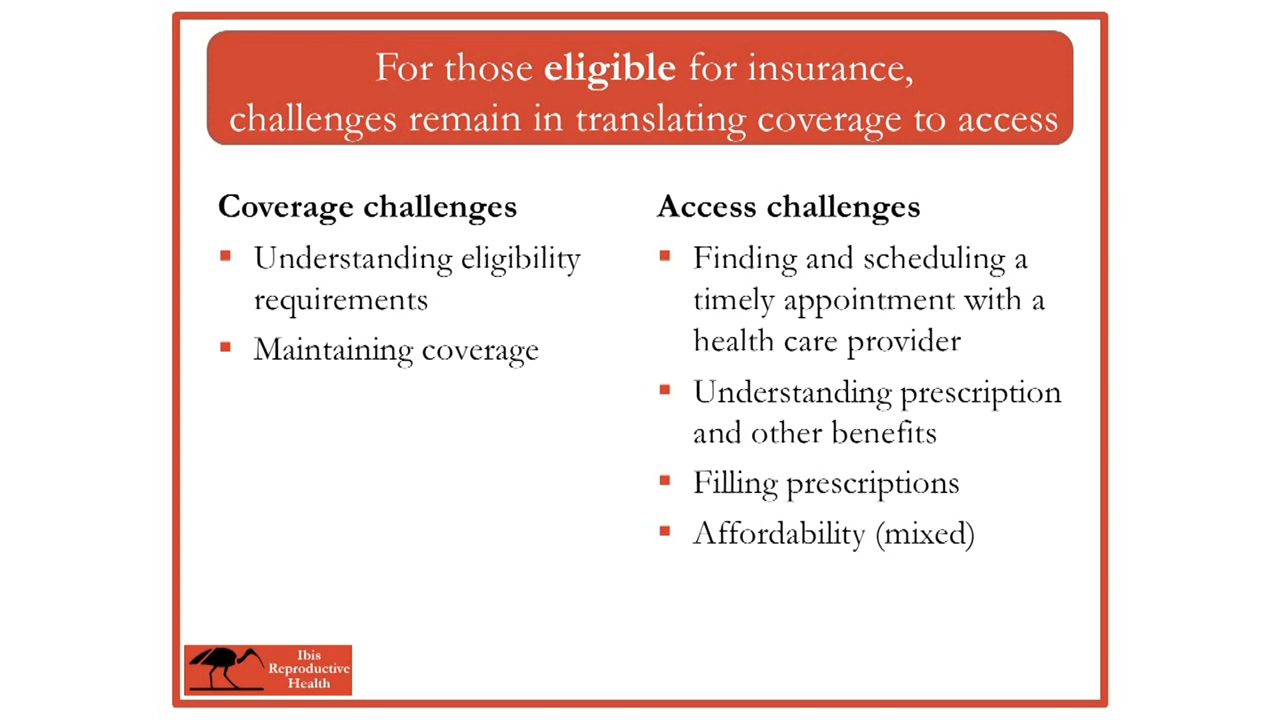 For those eligible for insurance,
challenges remain in translating coverage to access
Coverage challenges
▪ Understanding eligibility
requirements
▪ Maintaining coverage
Access challenges
▪ Finding and scheduling a
timely appointment with a
health care provider
▪ Understanding prescription
and other benefits
▪ Filling prescriptions
▪ Affordability (mixed)
Ibis
Reproductive
Health